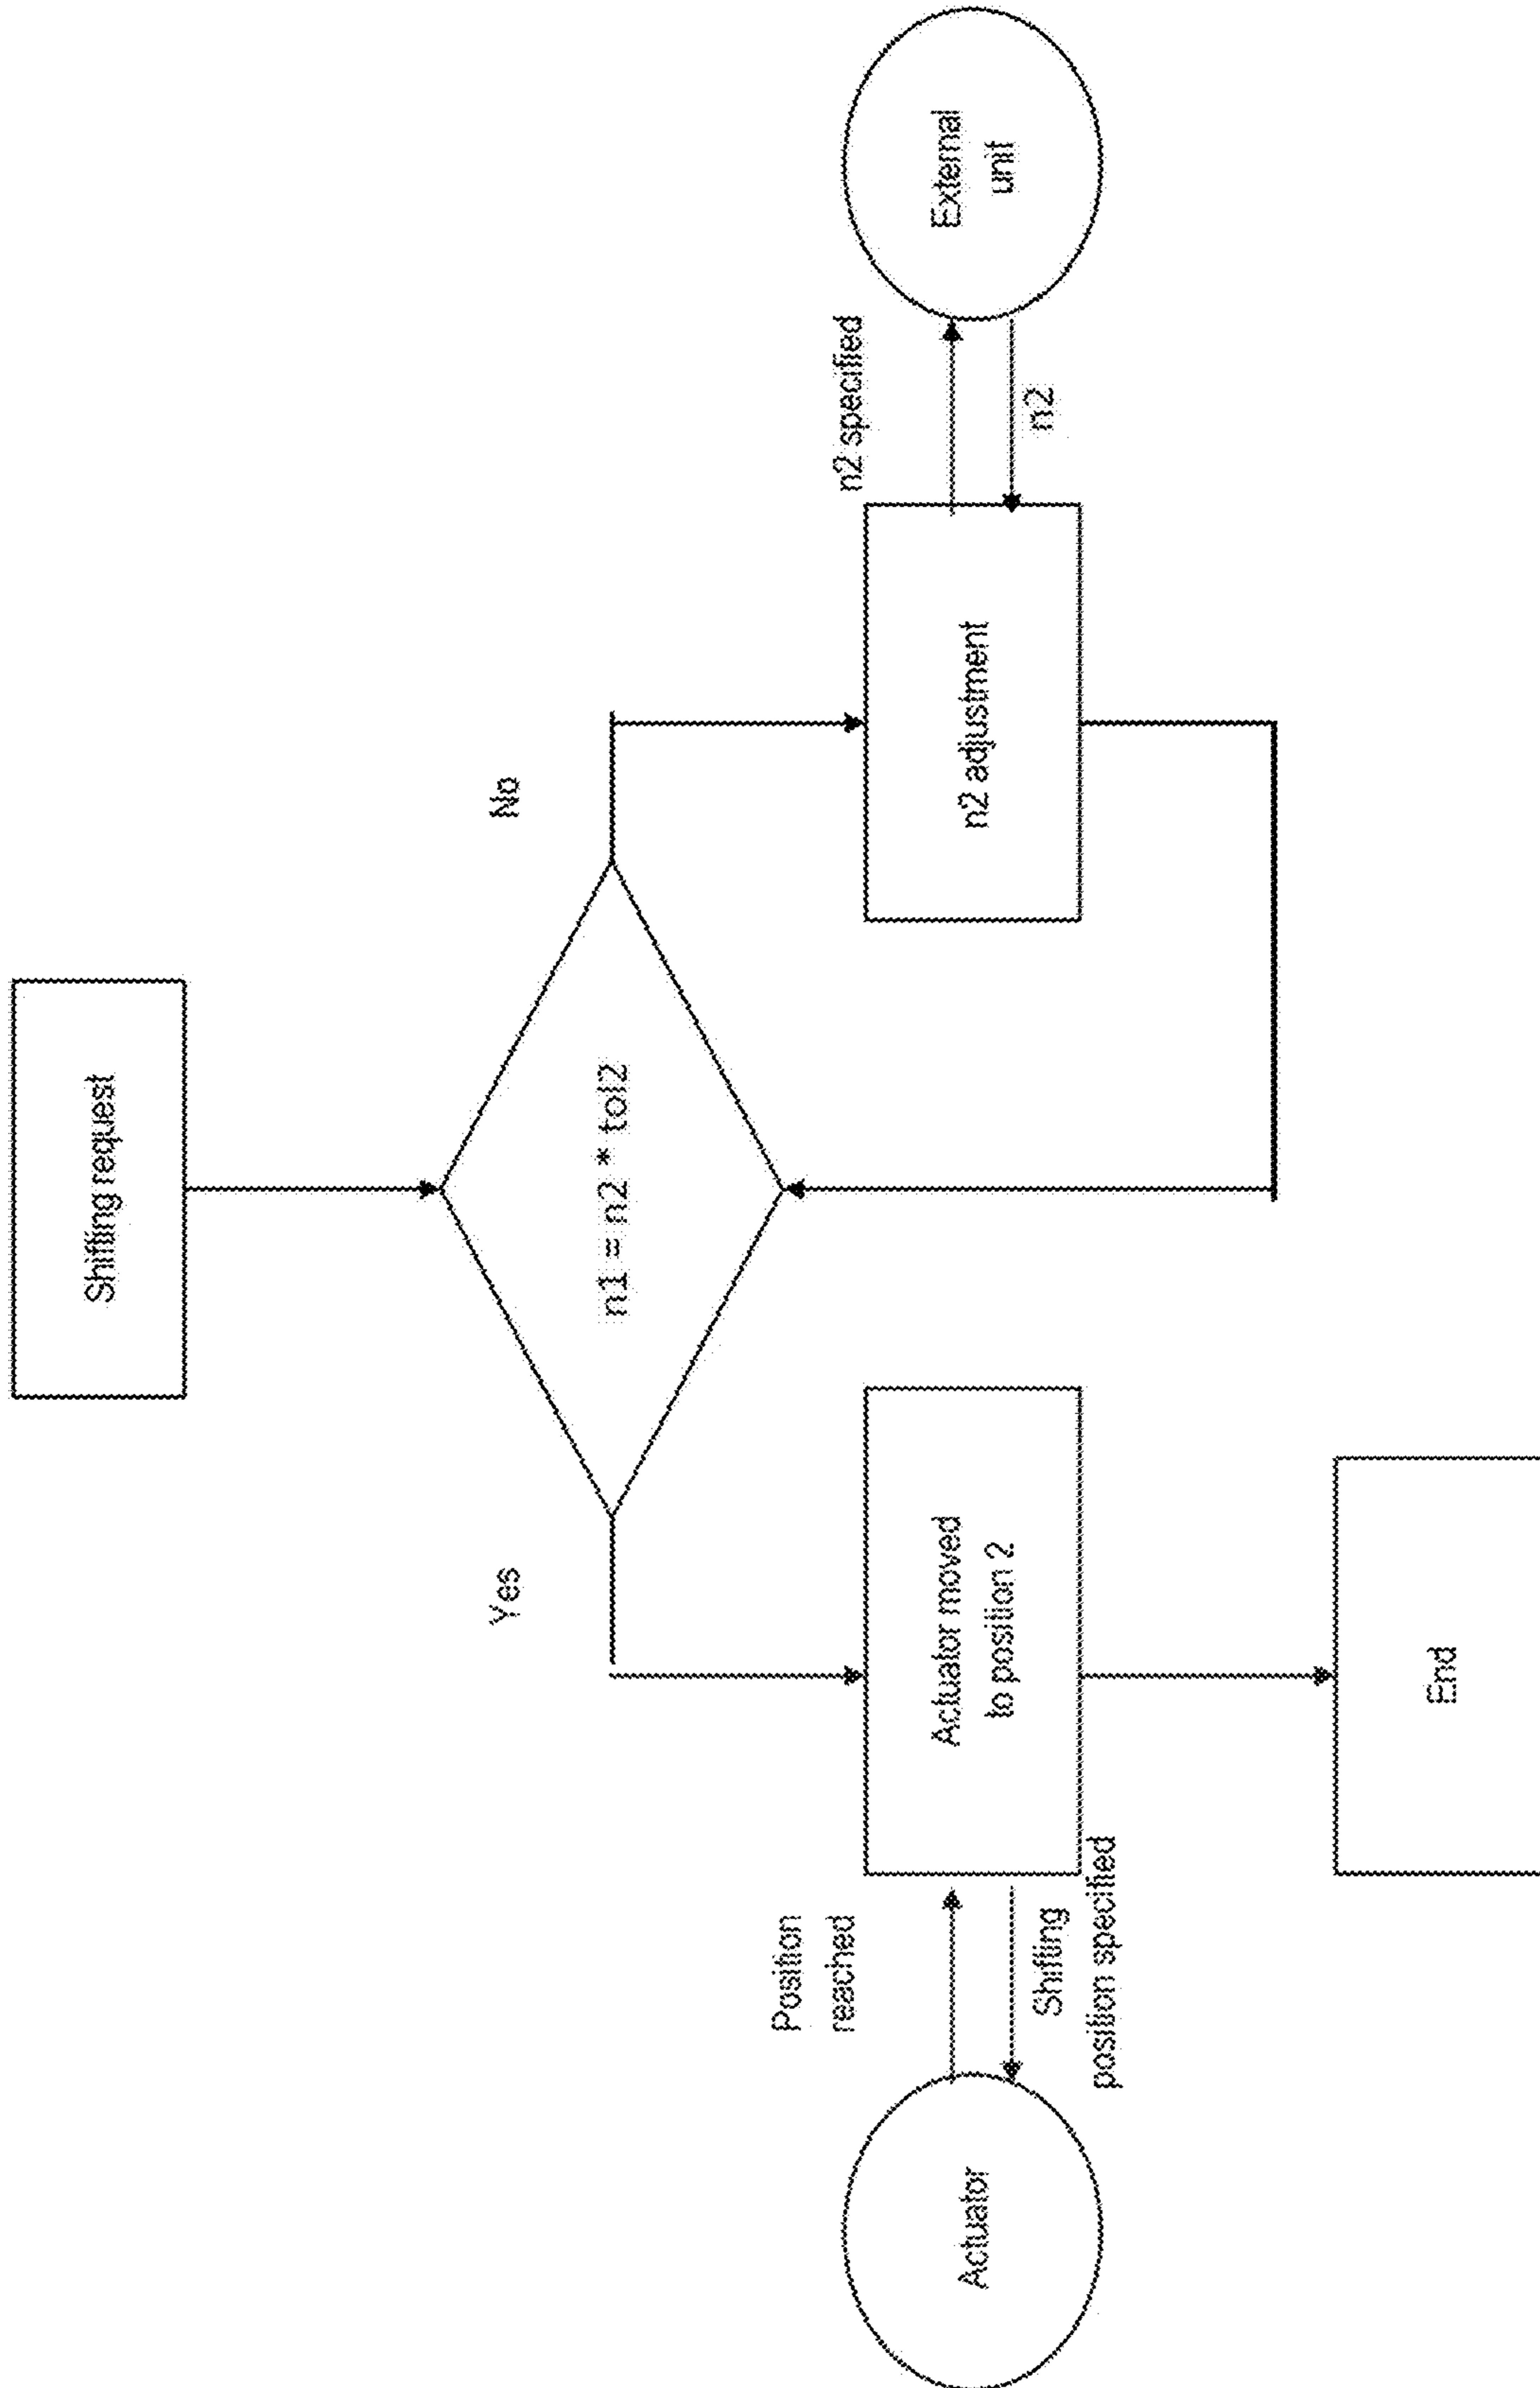 Shifting request
n1 = n2 * tol2
Yes
No
Position
reached
Actuator
Shifting
position specified
Actuator moved
to position 2
n2 adjustment
n2 specified
n2
External
unit
End